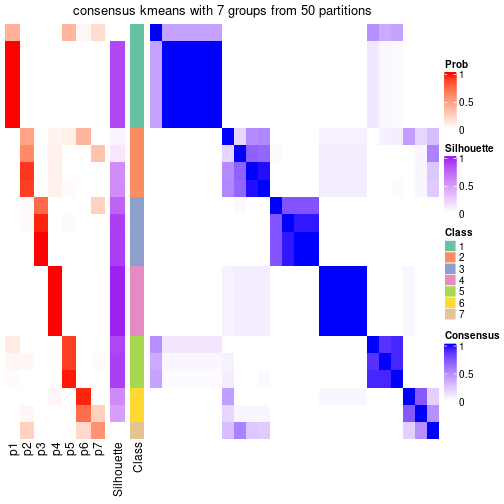 consensus kmeans with 7 groups from 50 partitions
Prob
1
0.5
0
Silhouette
1
0.5
0
Class
1
2
3
4
5
6
7
Consensus
1
0.5
0
p1
p2
p3
p4
p5
p6
p7
Silhouette
Class